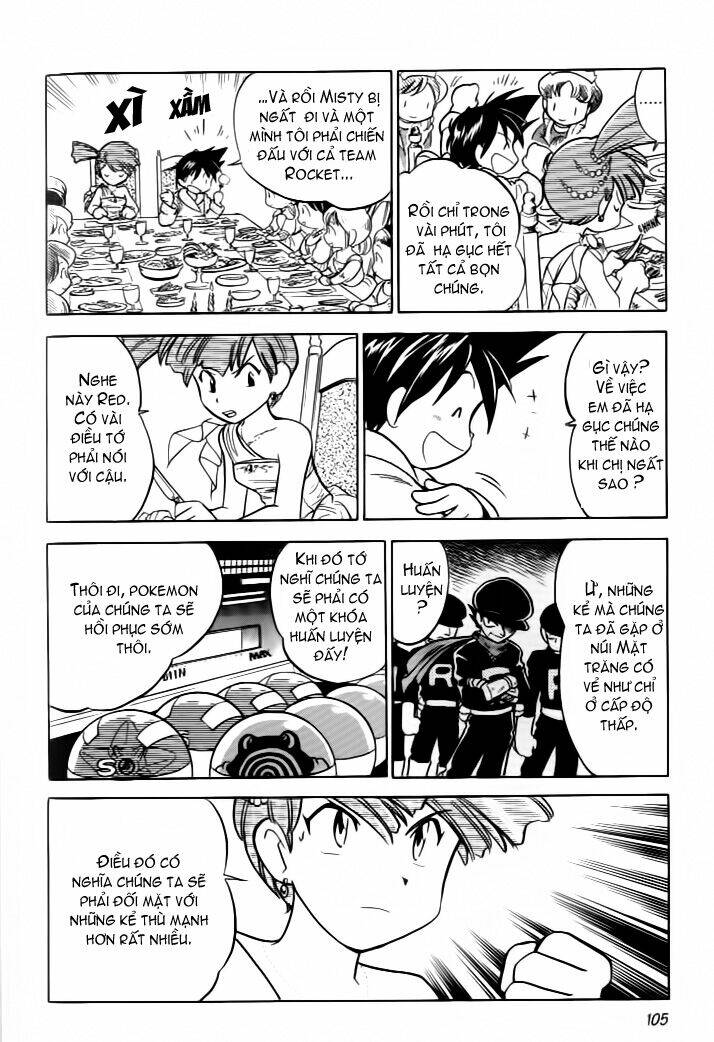 XÌ XẦM
...VÀ RỒI MISTY BỊ
NGẤT ĐI VÀ MỘT
MÌNH TÔI PHẢI CHIẾN
ĐẤU VỚI CẢ TEAM
ROCKET...
RỒI CHỈ TRONG
VÀI PHÚT, TÔI
ĐÃ HẠ GỤC HẾT
TẤT CẢ BỌN
CHÚNG.
......
NGHE
NÀY RED.
CÓ VÀI
ĐIỀU TỚ
PHẢI NÓI
VỚI CẬU.
GÌ VẬY?
VỀ VIỆC
EM ĐÃ HẠ
GỤC CHÚNG
THẾ NÀO
KHI CHỊ NGẤT
SAO ?
THÔI ĐI, POKEMON
CỦA CHÚNG TA SẼ
HỒI PHỤC SỚM
THÔI.
KHI ĐÓ TỚ
NGHĨ CHÚNG TA
SẼ PHẢI CÓ
MỘT KHÓA
HUẤN LUYỆN
ĐẤY!
MAX
HUẤN
LUYỆN
?
R
Ừ, NHỮNG
KẺ MÀ CHÚNG
TA ĐÃ GẶP Ở
NÚI MẶT
TRĂNG CÓ
VẺ NHƯ CHỈ
Ở CẤP ĐỘ
THẤP.
ĐIỀU ĐÓ CÓ
NGHĨA CHÚNG TA SẼ
PHẢI ĐỐI MẶT VỚI
NHỮNG KẺ THÙ MẠNH
HƠN RẤT NHIỀU.
105